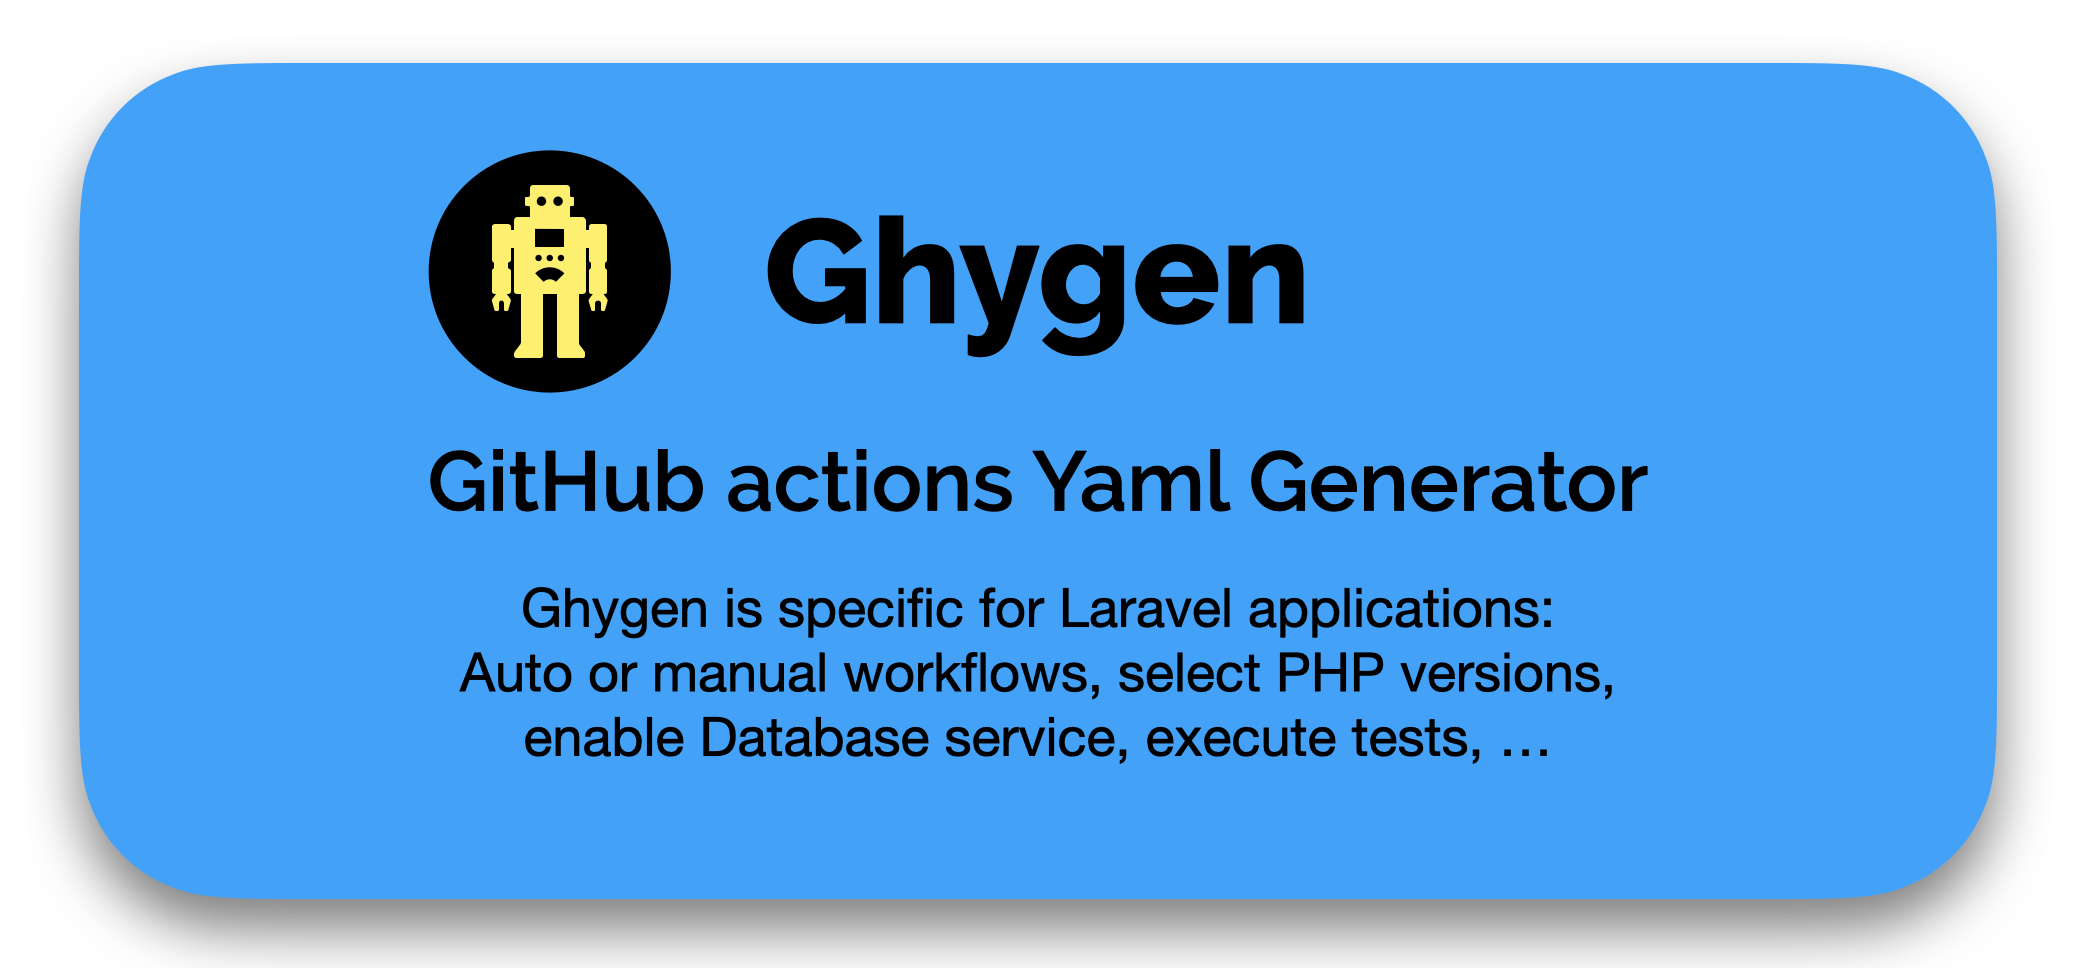 Ghygen
GitHub actions Yaml Generator
Ghygen is specific for Laravel applications:
Auto or manual workflows, select PHP versions,
enable Database service, execute tests, …